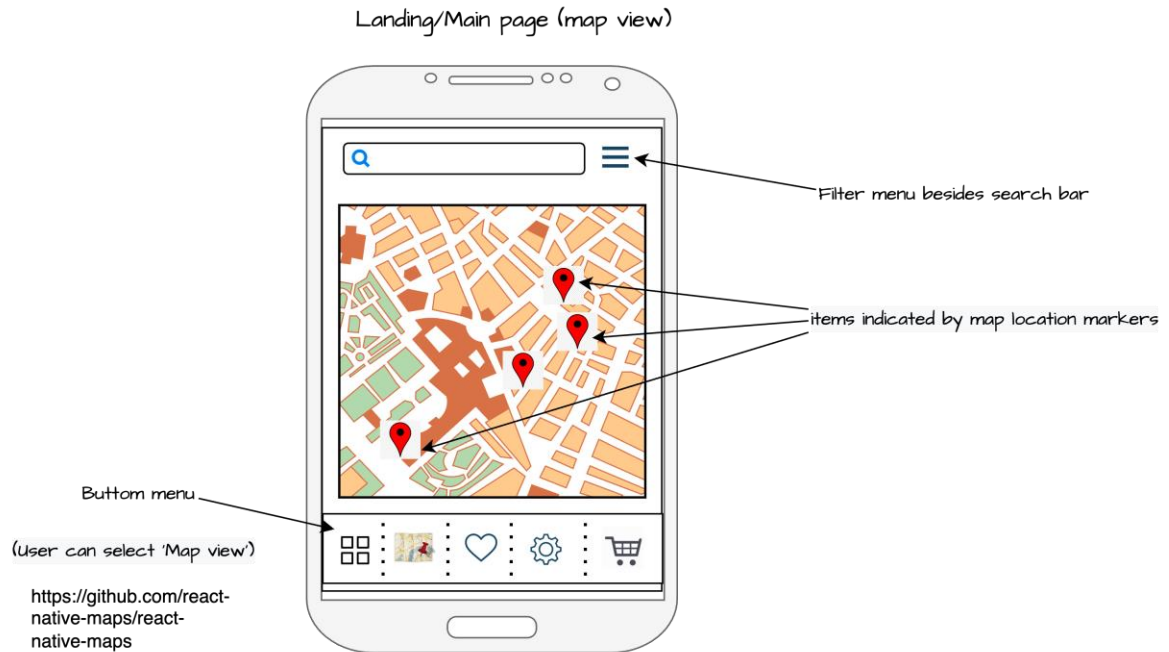 Landing/Main page (map view)
Filter menu besides search bar
items indicated by map location markers
Buttom menu
(User can select 'Map view')
https://github.com/react-
native-maps/react-
native-maps